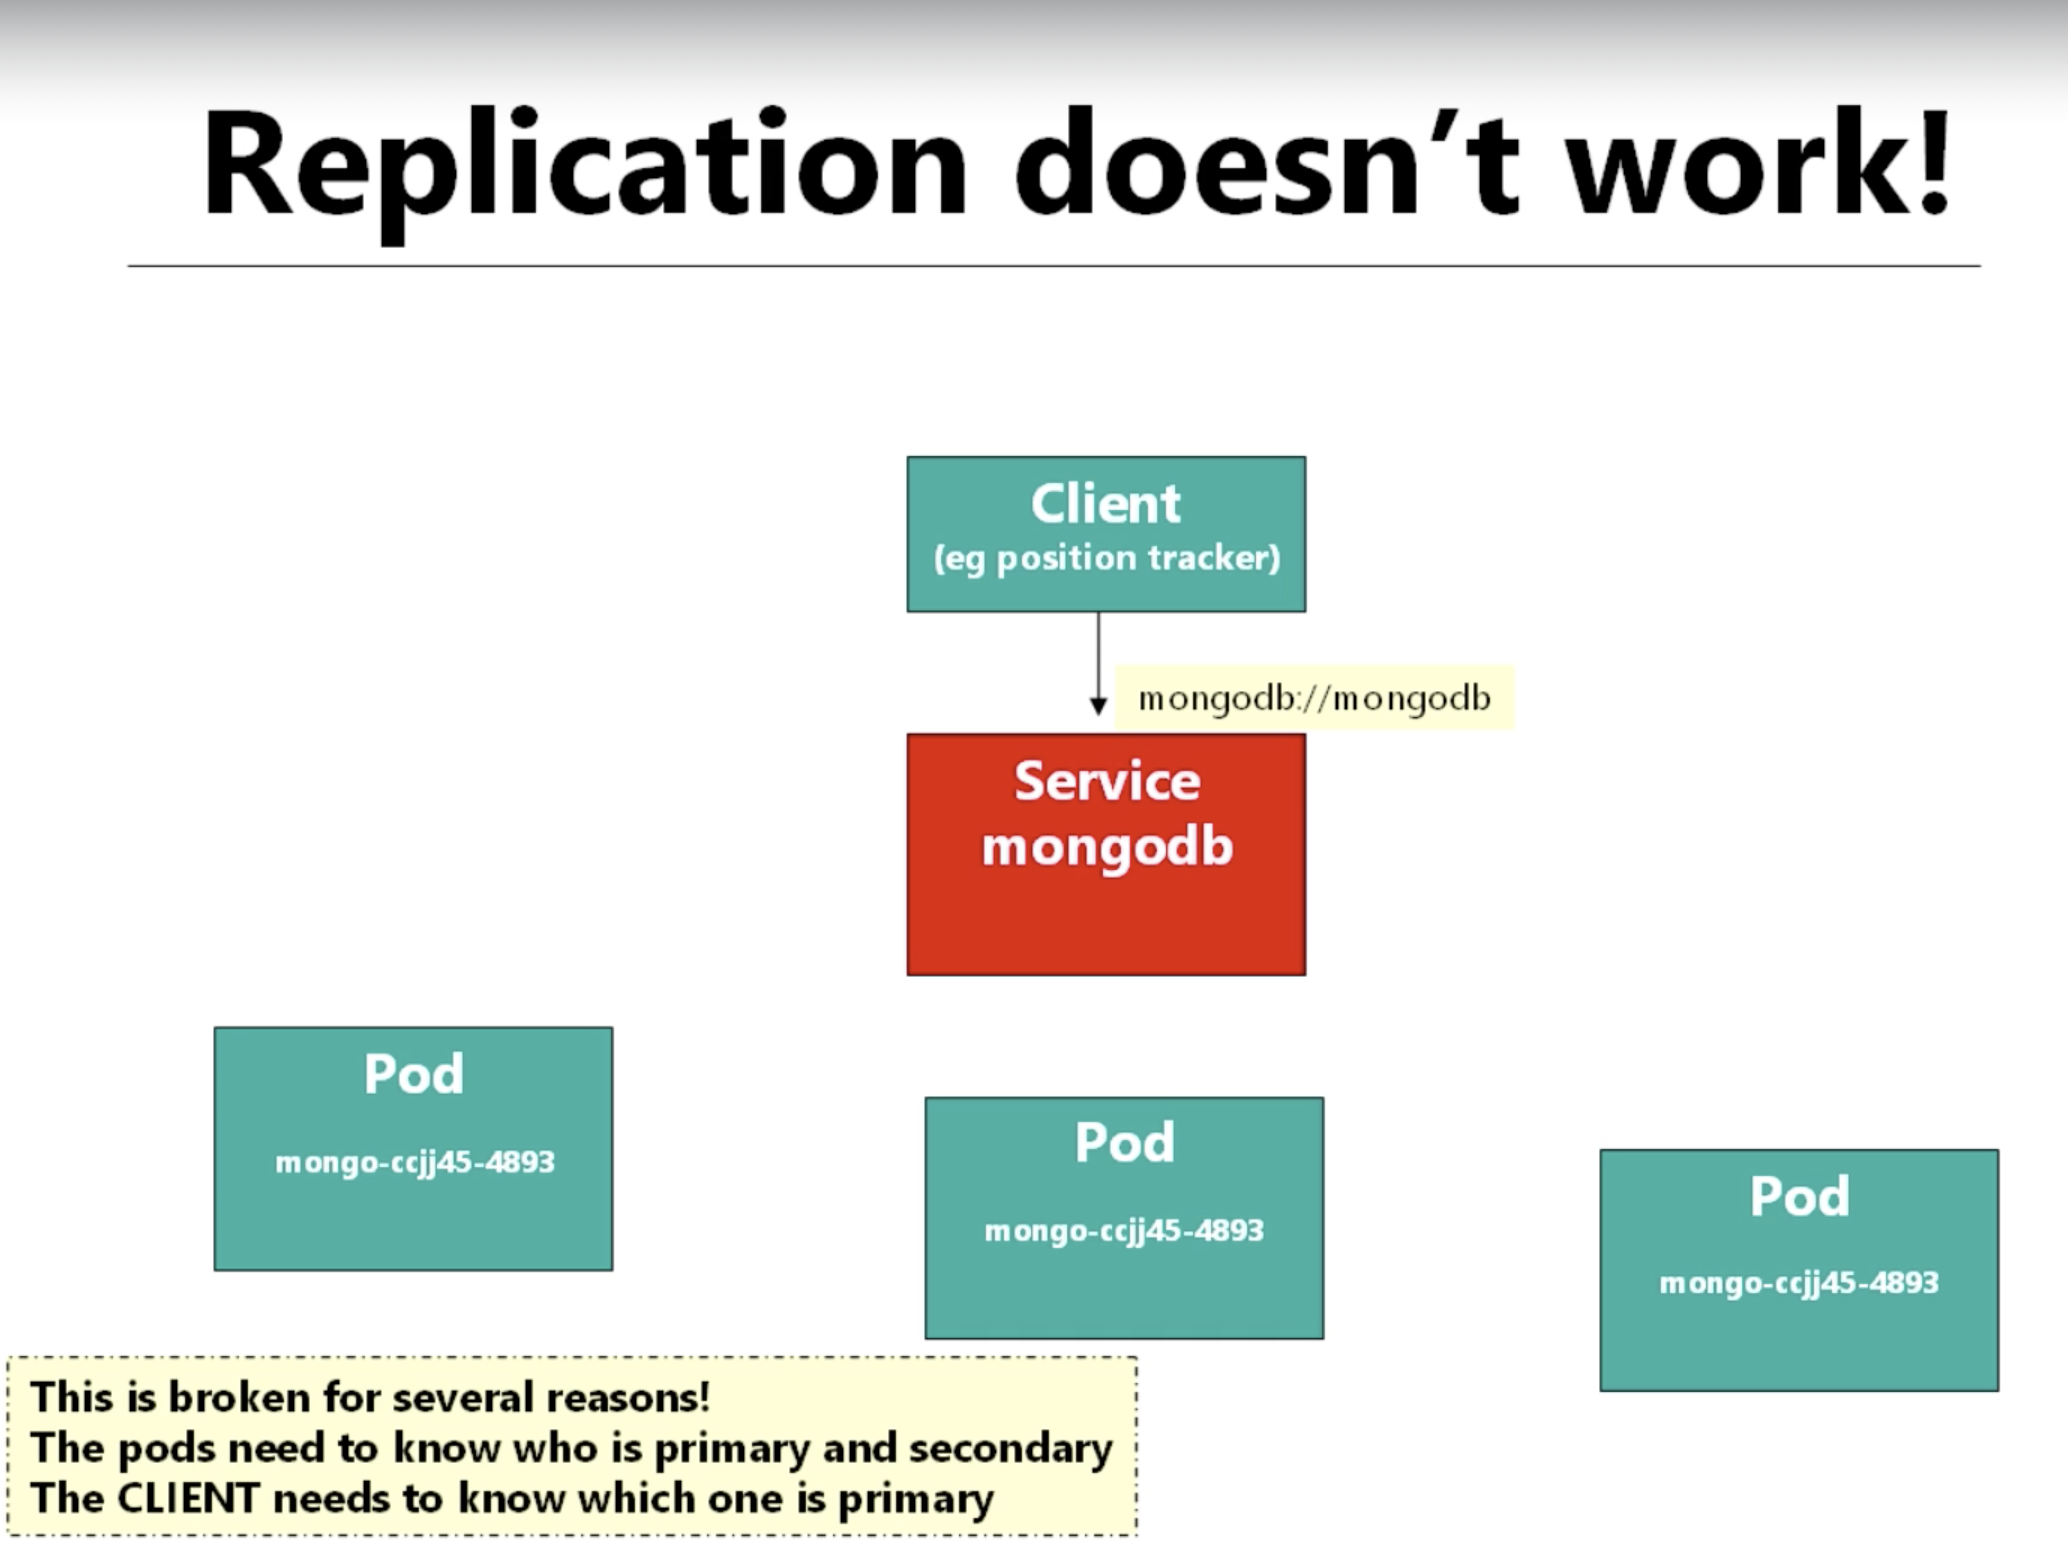 Replication doesn’t work!
Client
(eg position tracker)
mongodb://mongodb
Service
mongodb
Pod
mongo-ccjj45-4893
Pod
mongo-ccjj45-4893
Pod
mongo-ccjj45-4893
This is broken for several reasons!
The pods need to know who is primary and secondary
The CLIENT needs to know which one is primary